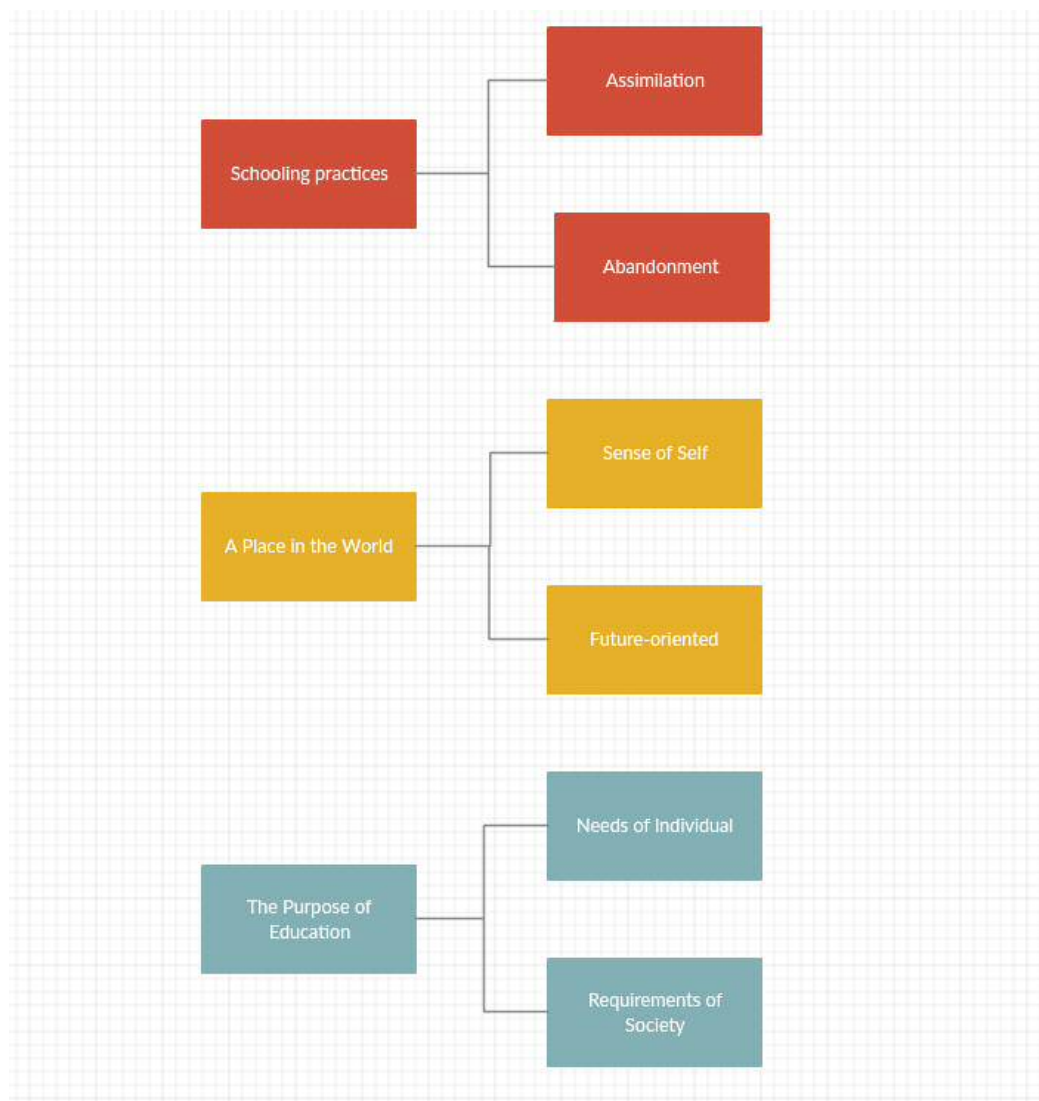 Schooling practices
Assimilation
Abandonment
A Place in the World
Sense of Self
Future-oriented
The Purpose of
Education
Needs of Individual
Requirements of
Society